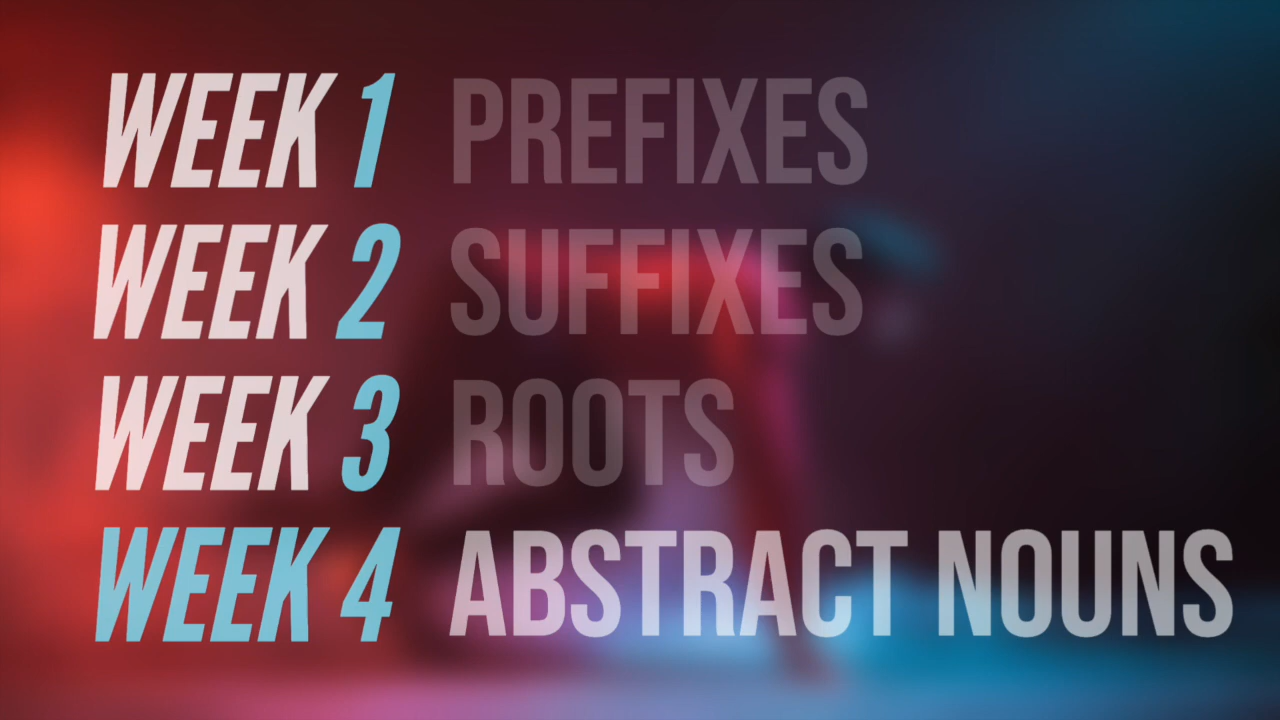 WEEK 1 PREFIXES
WEEK 2 SUFFIXES
WEEK 3 ROOTS
WEEK 4 ABSTRACT NOUNS